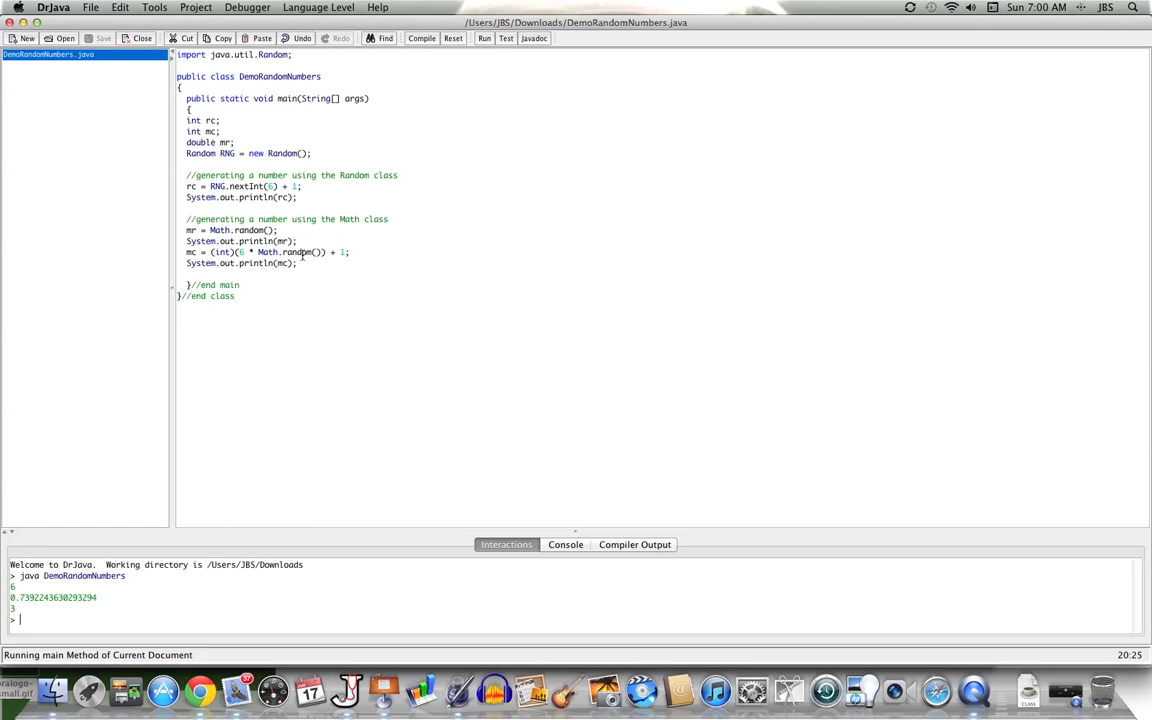 DrJava File Edit Tools Project Debugger Language Level Help Sun 7:00 AM JBS
/Users/JBS/Downloads/DemoRandomNumbers.java
New Open Save Close Cut Copy Paste Undo Redo Find Compile Reset Run Test Javadoc
DemoRandomNumbers.java
import java.util.Random;
public class DemoRandomNumbers
{
public static void main(String[] args)
{
int rc;
int mc;
double mr;
Random RNG = new Random();
//generating a number using the Random class
rc = RNG.nextInt(6) + 1;
System.out.println(rc);
//generating a number using the Math class
mr = Math.random();
System.out.println(mr);
mc = (int)(6 * Math.random()) + 1;
System.out.println(mc);
}//end main
}//end class
Interactions Console Compiler Output
Welcome to DrJava. Working directory is /Users/JBS/Downloads
> java DemoRandomNumbers
6
0.7392243630293294
3
>
Running main Method of Current Document 20:25
37
17
CLASS
oralogo-
small.gif